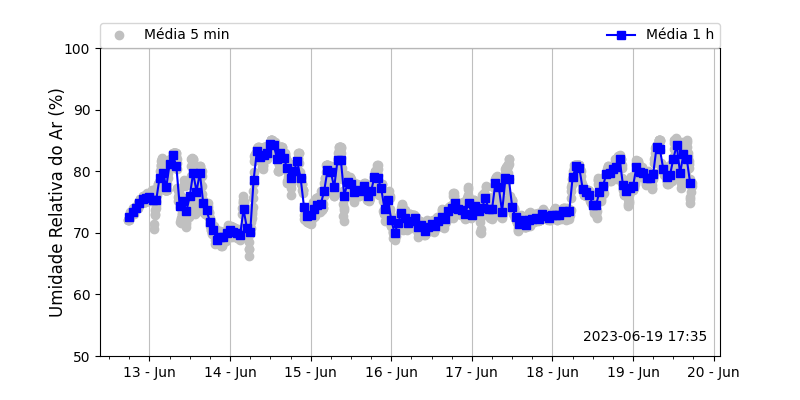 Média 5 min
Média 1 h
Umidade Relativa do Ar (%)
100
90
80
70
60
50
2023-06-19 17:35
13 - Jun
14 - Jun
15 - Jun
16 - Jun
17 - Jun
18 - Jun
19 - Jun
20 - Jun